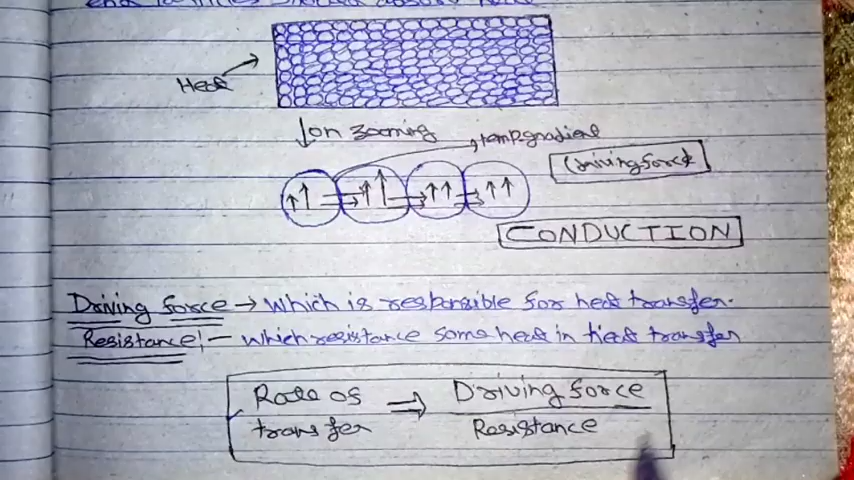 Heat
on zooming
temp. gradient
(driving force)
CONDUCTION
Driving force → which is responsible for heat transfer.
Resistance:- which resistance some heat in heat transfer
Rate of transfer ⇒ Driving force
Resistance